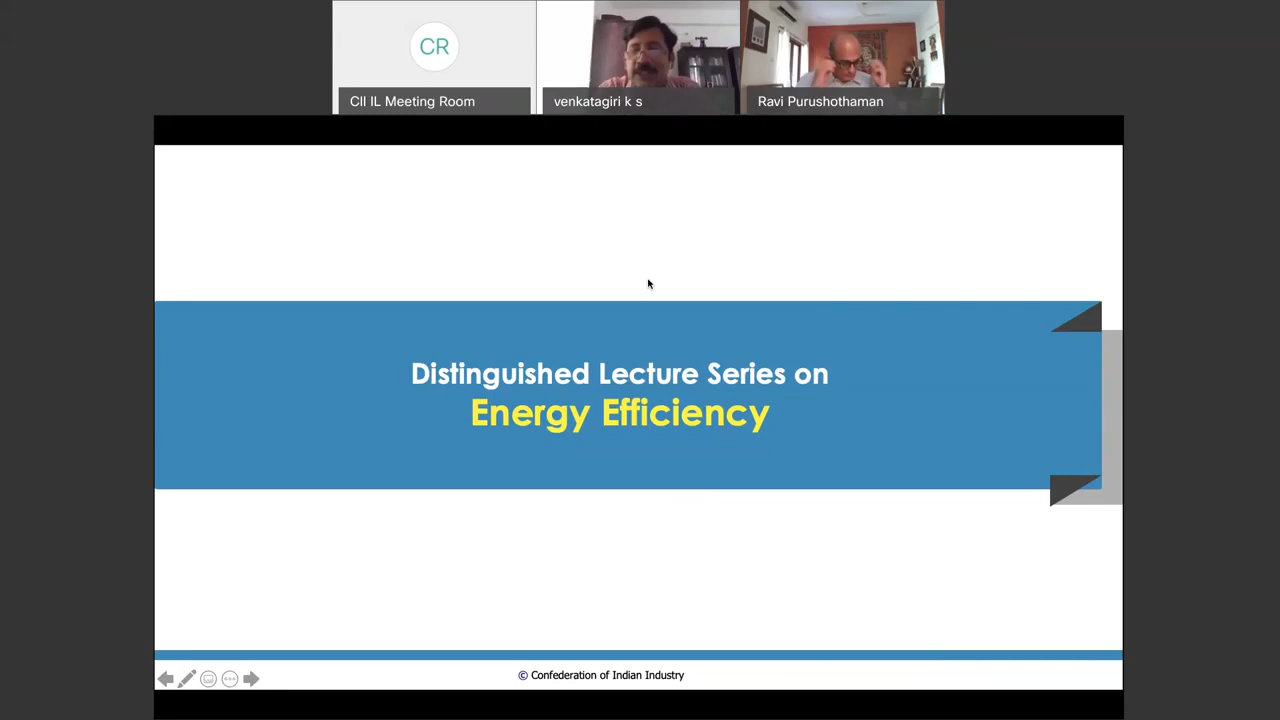 CR
CII IL Meeting Room
venkatagiri k s
Ravi Purushothaman
Distinguished Lecture Series on
Energy Efficiency
© Confederation of Indian Industry